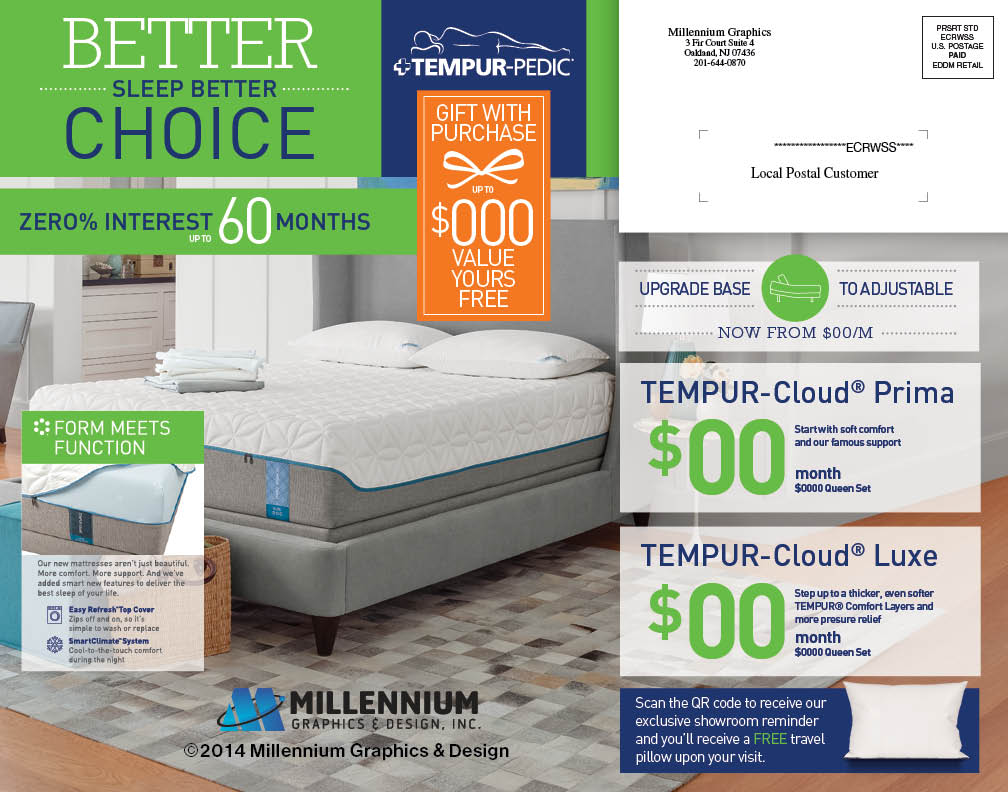 BETTER
SLEEP BETTER
CHOICE
TEMPUR-PEDIC
GIFT WITH
PURCHASE
UP TO
$000
VALUE
YOURS
FREE
ZERO% INTEREST UP TO 60 MONTHS
Millennium Graphics
3 Fir Court Suite 4
Oakland, NJ 07436
201-644-0870
PRSRT STD
ECRWSS
U.S. POSTAGE
PAID
EDDM RETAIL
*****************ECRWSS****
Local Postal Customer
UPGRADE BASE TO ADJUSTABLE
NOW FROM $00/M
TEMPUR-Cloud® Prima
$00
Start with soft comfort
and our famous support
month
$0000 Queen Set
TEMPUR-Cloud® Luxe
$00
Step up to a thicker, even softer
TEMPUR® Comfort Layers and
more presure relief
month
$0000 Queen Set
FORM MEETS
FUNCTION
Our new mattresses aren't just beautiful.
More comfort. More support. And we've
added smart new features to deliver the
best sleep of your life.
Easy Refresh™Top Cover
Zips off and on, so it's
simple to wash or replace
SmartClimate™System
Cool-to-the-touch comfort
during the night
MILLENNIUM
GRAPHICS & DESIGN, INC.
©2014 Millennium Graphics & Design
Scan the QR code to receive our
exclusive showroom reminder
and you'll receive a FREE travel
pillow upon your visit.